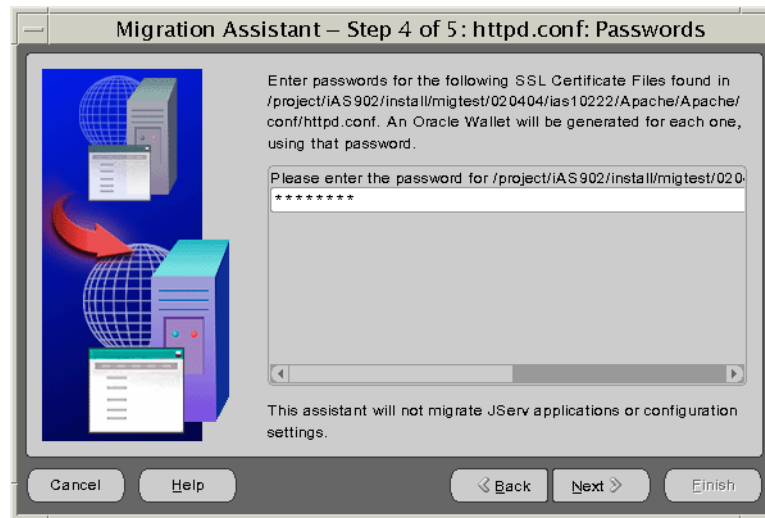 Migration Assistant – Step 4 of 5: httpd.conf: Passwords
Enter passwords for the following SSL Certificate Files found in
/project/iAS902/install/migtest/020404/ias10222/Apache/Apache/
conf/httpd.conf. An Oracle Wallet will be generated for each one,
using that password.
Please enter the password for /project/iAS902/install/migtest/020
********
This assistant will not migrate JServ applications or configuration
settings.
Cancel Help Back Next Finish